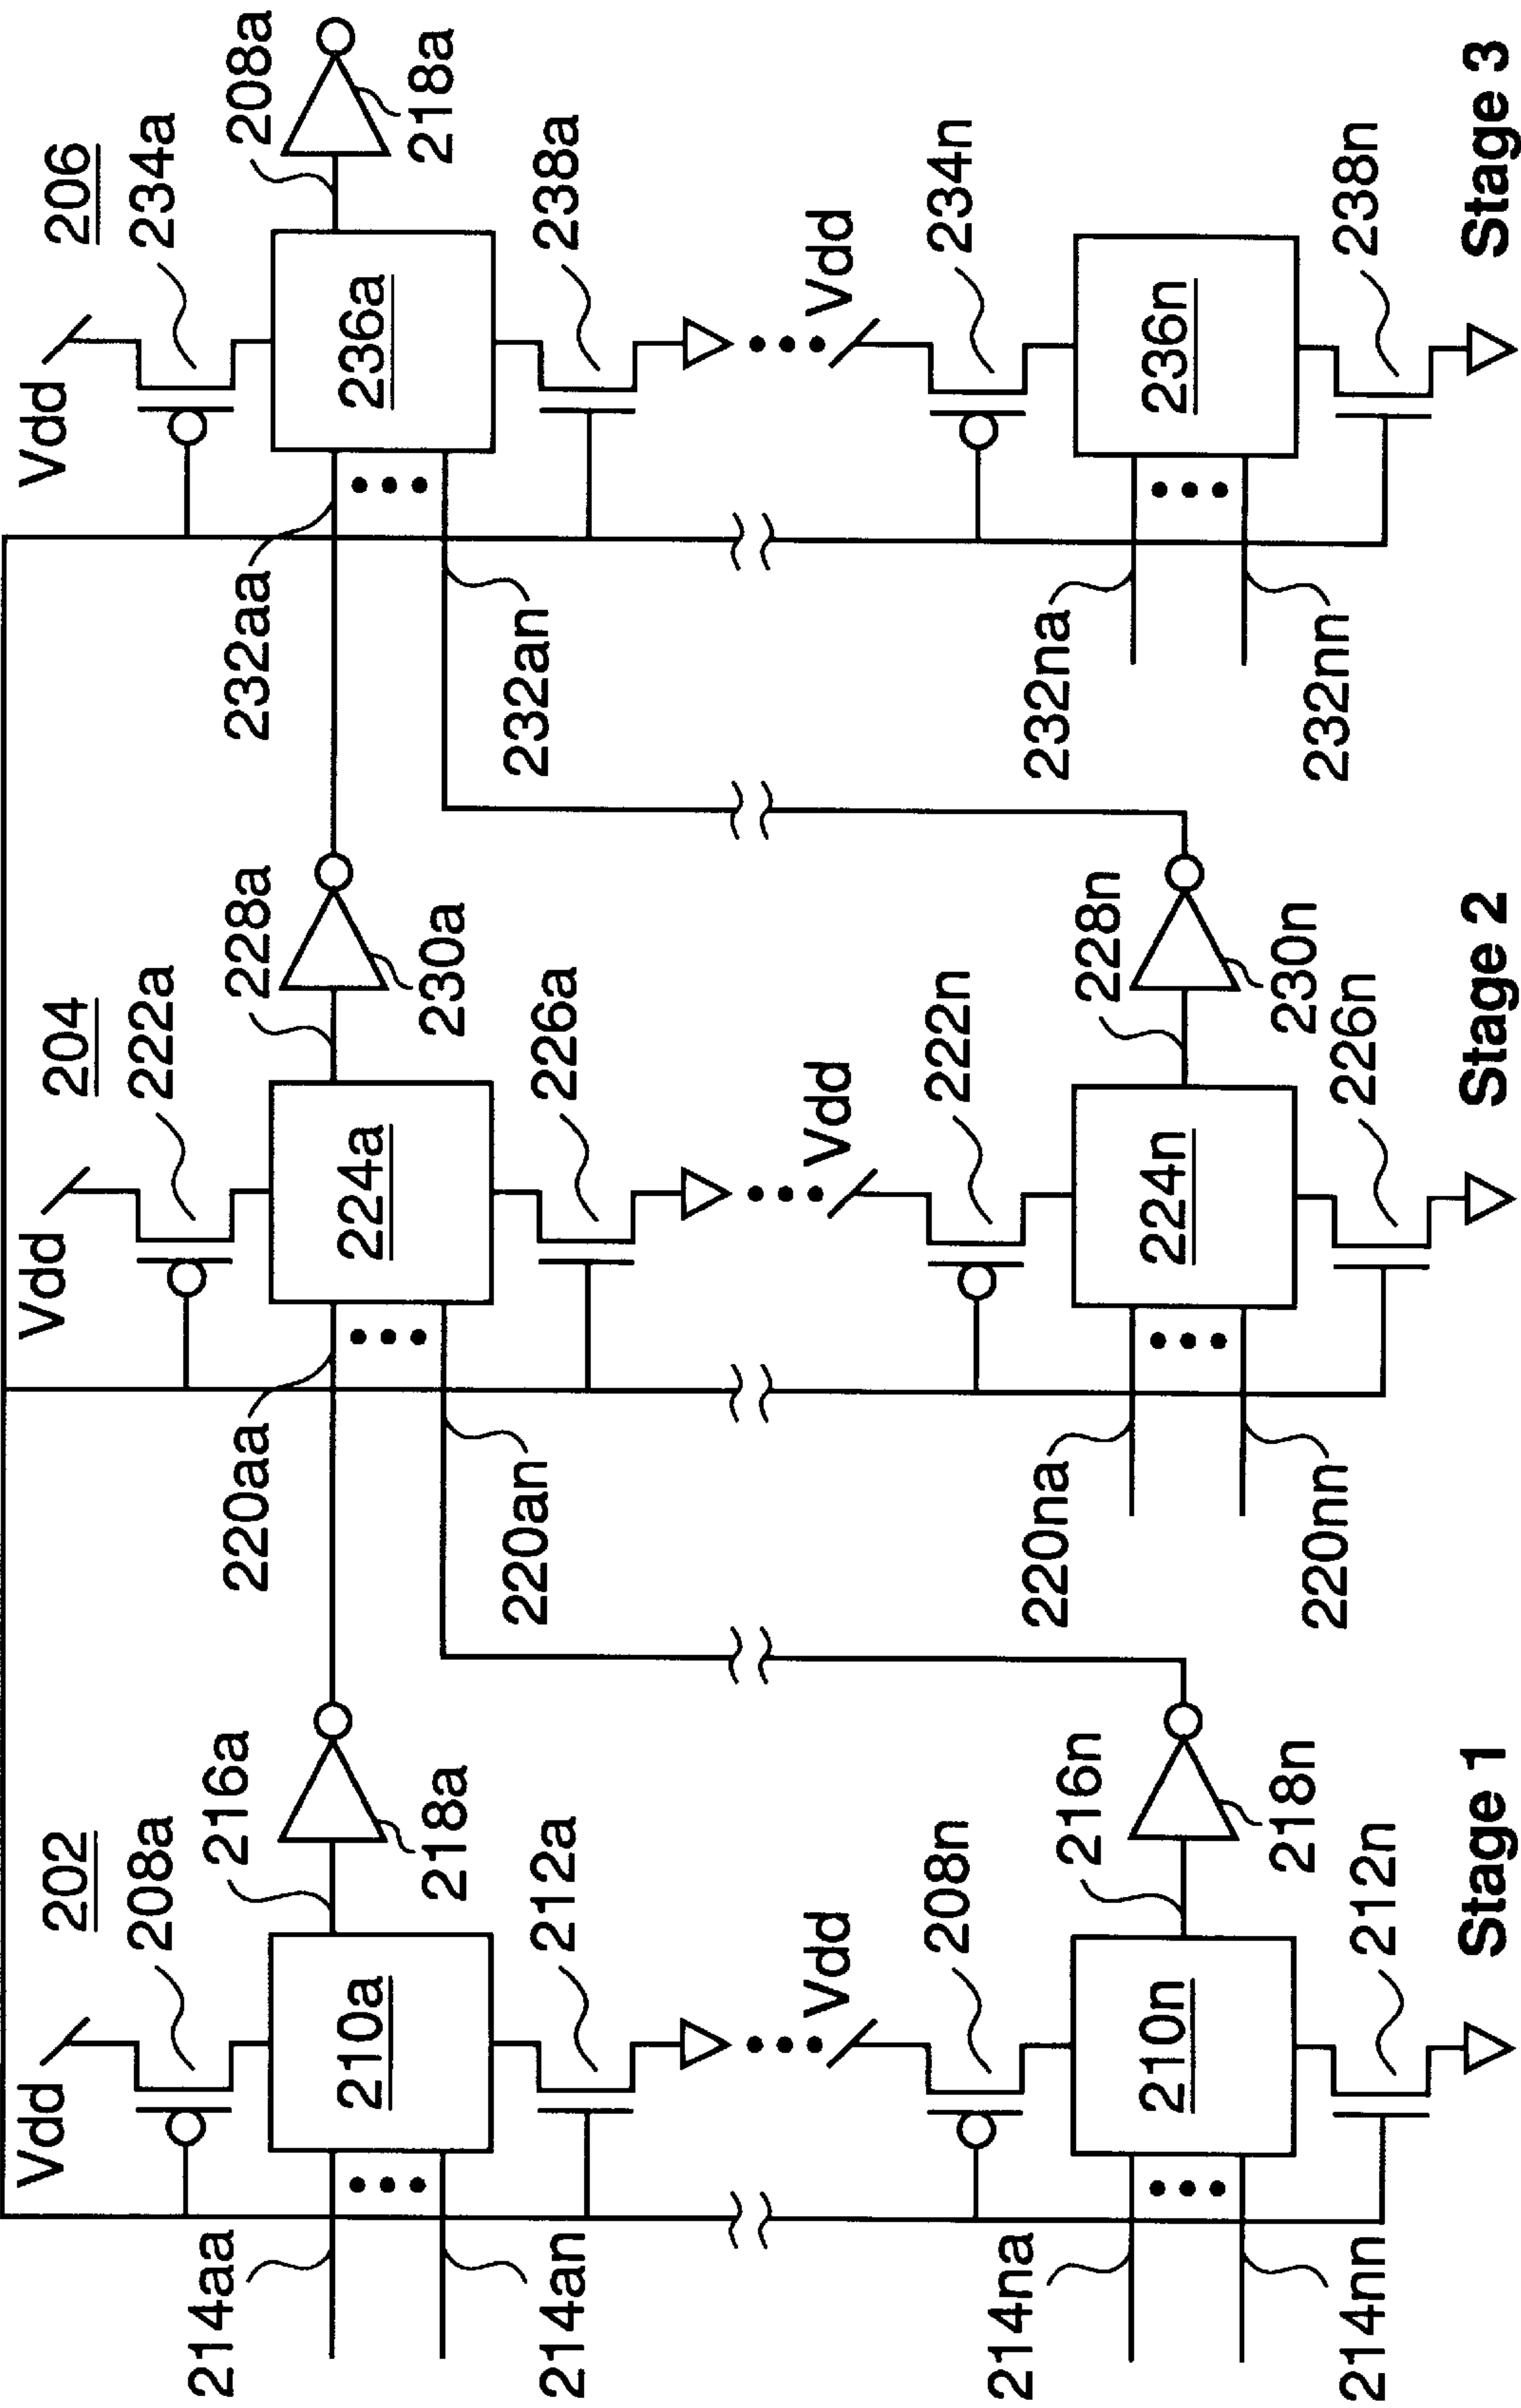 202
204
206
Vdd
208a
Vdd
222a
Vdd
234a
216a
228a
208a
210a
218a
220aa
224a
230a
232aa
236a
218a
214aa
214an
212a
220an
226a
232an
238a
Vdd
208n
Vdd
222n
Vdd
234n
216n
228n
214na
210n
220na
224n
232na
236n
218n
230n
214nn
212n
220nn
226n
232nn
238n
Stage 1
Stage 2
Stage 3